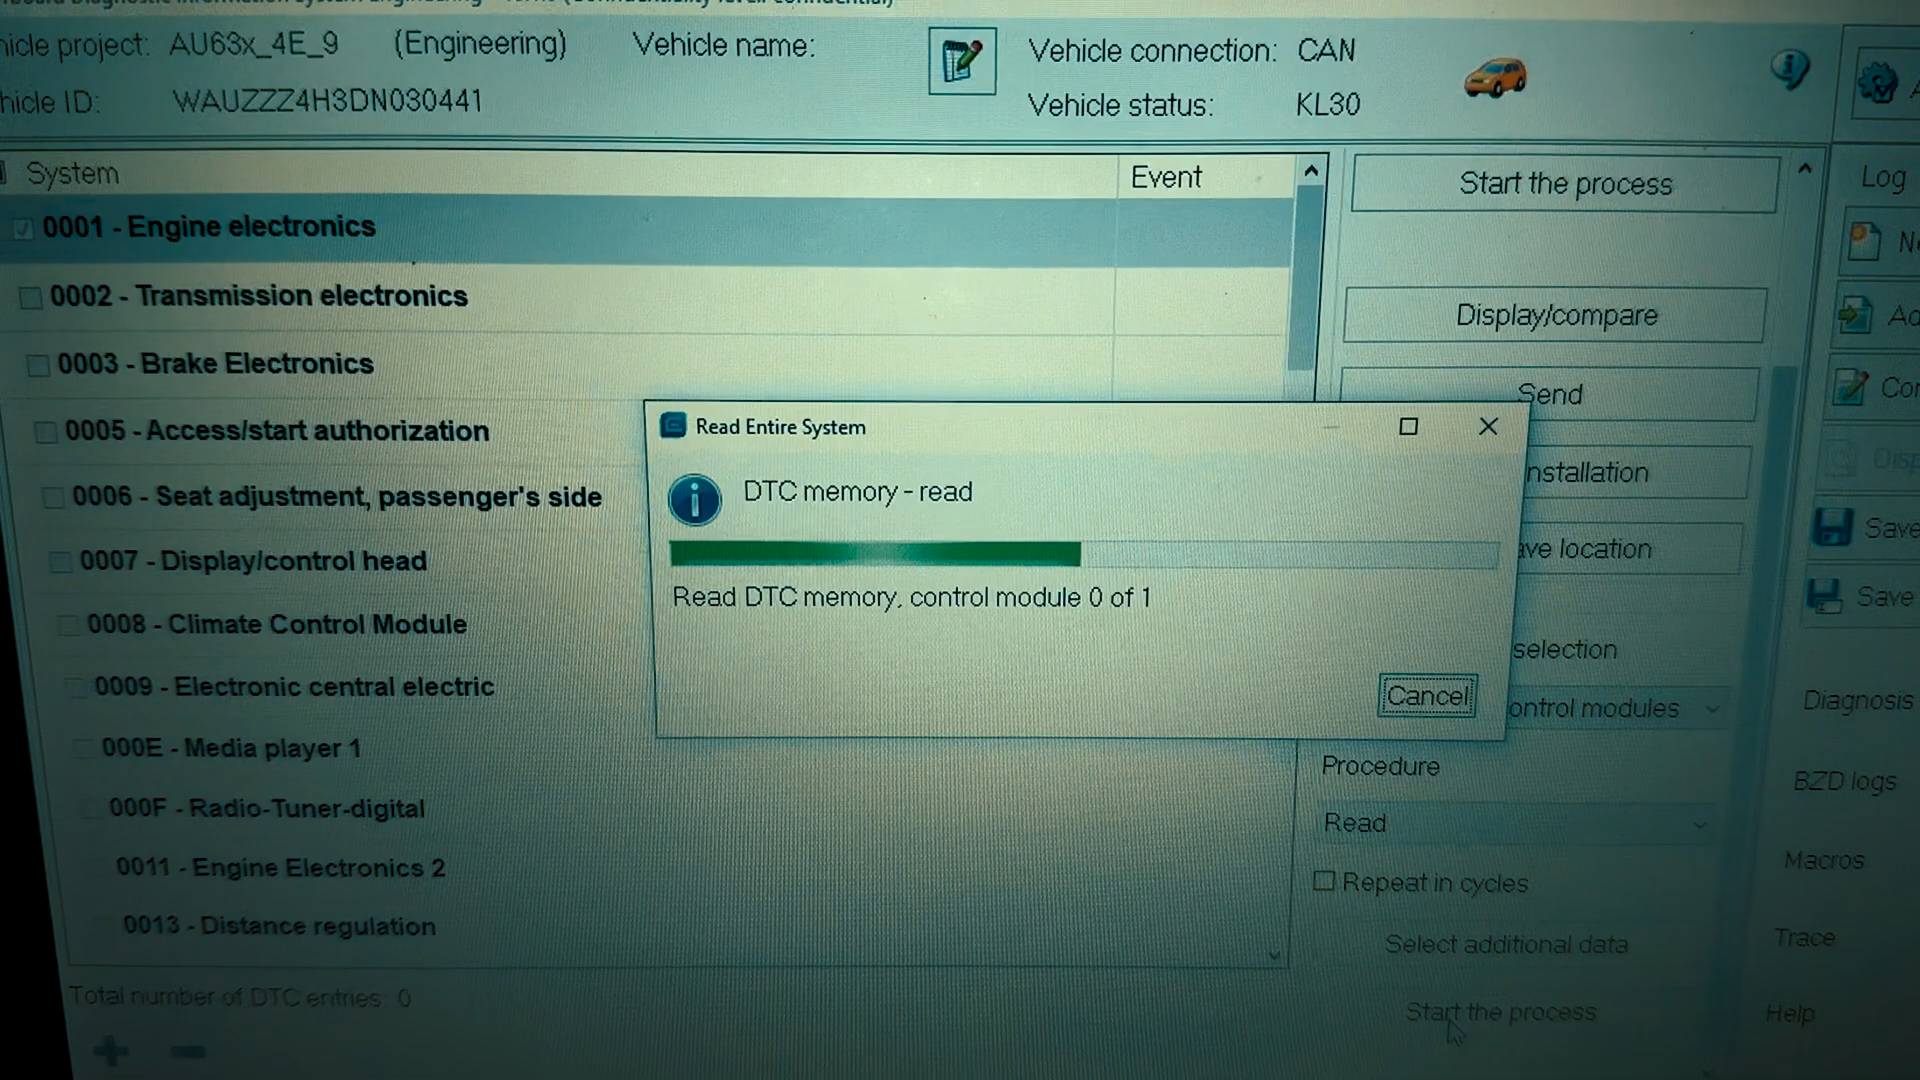 Vehicle project: AU63x_4E_9 (Engineering) Vehicle name:
Vehicle connection: CAN
hicle ID: WAUZZZ4H3DN030441
Vehicle status: KL30
System Event
0001 - Engine electronics
0002 - Transmission electronics
0003 - Brake Electronics
0005 - Access/start authorization
0006 - Seat adjustment, passenger's side
0007 - Display/control head
0008 - Climate Control Module
0009 - Electronic central electric
000E - Media player 1
000F - Radio-Tuner-digital
0011 - Engine Electronics 2
0013 - Distance regulation
Total number of DTC entries: 0
Read Entire System
DTC memory - read
Read DTC memory, control module 0 of 1
Cancel
Start the process
Display/compare
Send
nstallation
ave location
selection
ontrol modules
Procedure
Read
Repeat in cycles
Select additional data
Start the process
Log
Save
Save
Diagnosis
BZD logs
Macros
Trace
Help